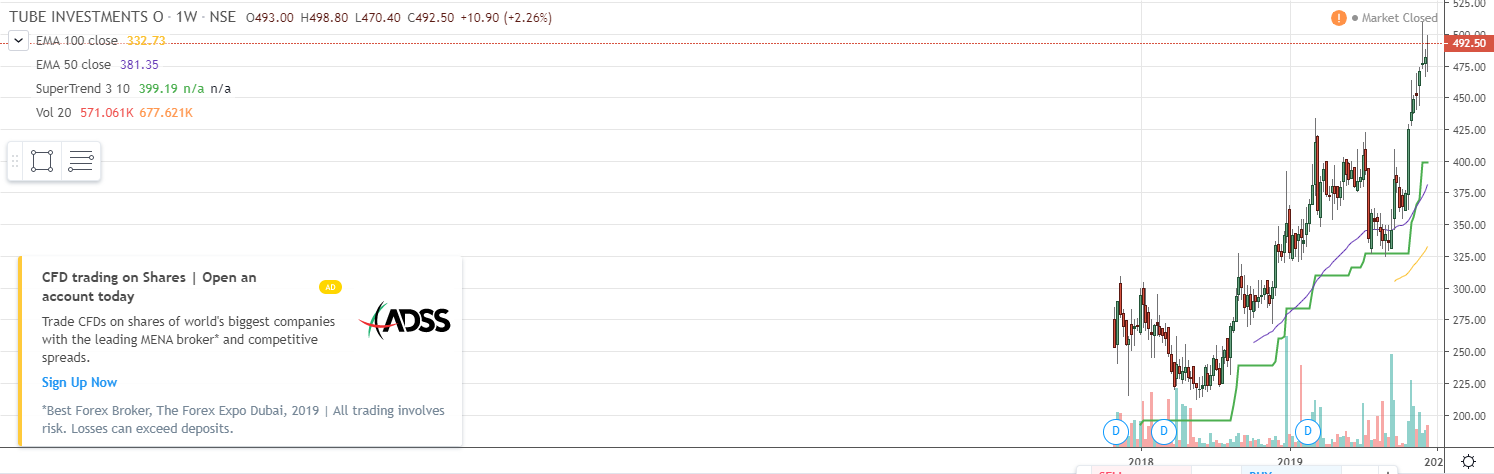 TUBE INVESTMENTS O · 1W · NSE O493.00 H498.80 L470.40 C492.50 +10.90 (+2.26%)
! Market Closed
EMA 100 close 332.73
EMA 50 close 381.35
SuperTrend 3 10 399.19 n/a n/a
Vol 20 571.061K 677.621K
525.00
500.00
492.50
475.00
450.00
425.00
400.00
375.00
350.00
325.00
300.00
275.00
250.00
225.00
200.00
CFD trading on Shares | Open an
account today
AD
ADSS
Trade CFDs on shares of world's biggest companies
with the leading MENA broker* and competitive
spreads.
Sign Up Now
*Best Forex Broker, The Forex Expo Dubai, 2019 | All trading involves
risk. Losses can exceed deposits.
D D D
2018 2019 202
SELL BUY